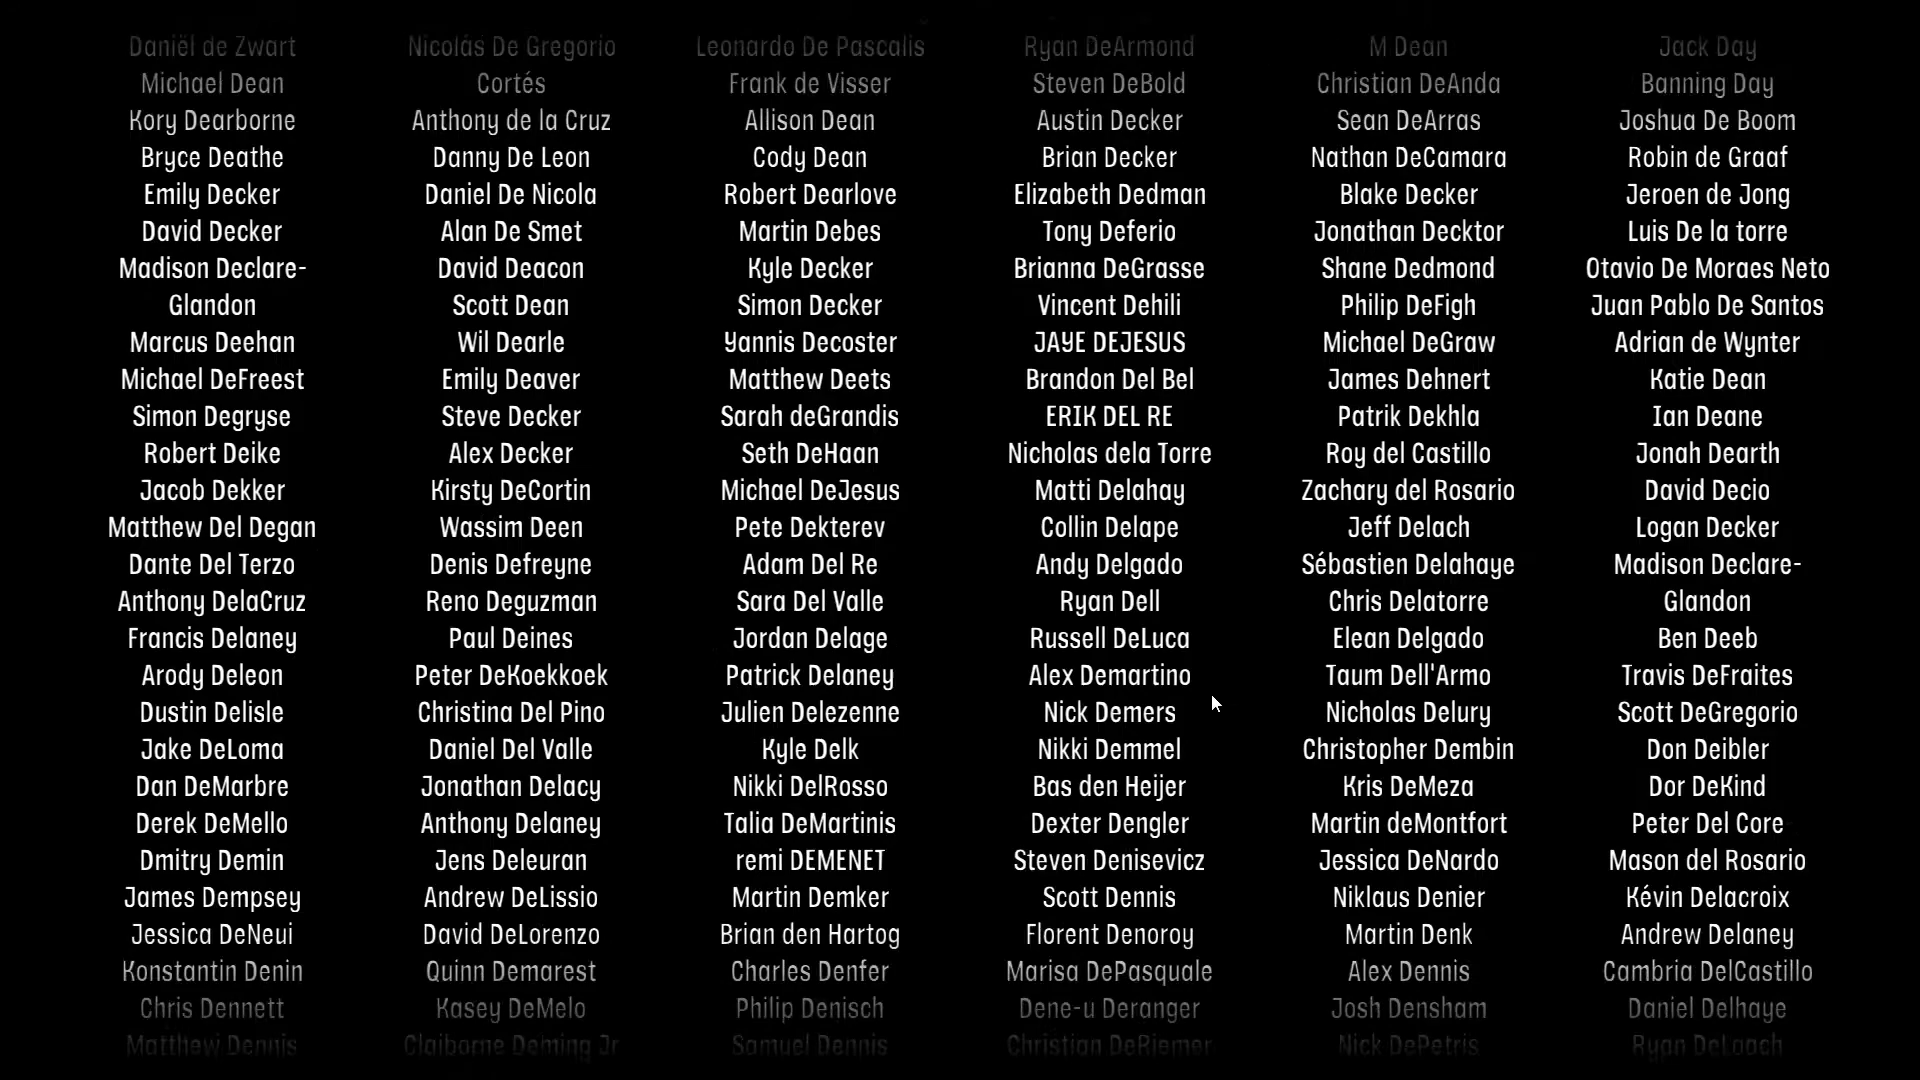 Daniël de Zwart
Michael Dean
Kory Dearborne
Bryce Deathe
Emily Decker
David Decker
Madison Declare-
Glandon
Marcus Deehan
Michael DeFreest
Simon Degryse
Robert Deike
Jacob Dekker
Matthew Del Degan
Dante Del Terzo
Anthony DelaCruz
Francis Delaney
Arody Deleon
Dustin Delisle
Jake DeLoma
Dan DeMarbre
Derek DeMello
Dmitry Demin
James Dempsey
Jessica DeNeui
Konstantin Denin
Chris Dennett
Matthew Dennis
Nicolás De Gregorio
Cortés
Anthony de la Cruz
Danny De Leon
Daniel De Nicola
Alan De Smet
David Deacon
Scott Dean
Wil Dearle
Emily Deaver
Steve Decker
Alex Decker
Kirsty DeCortin
Wassim Deen
Denis Defreyne
Reno Deguzman
Paul Deines
Peter DeKoekkoek
Christina Del Pino
Daniel Del Valle
Jonathan Delacy
Anthony Delaney
Jens Deleuran
Andrew DeLissio
David DeLorenzo
Quinn Demarest
Kasey DeMelo
Claiborne Deming Jr
Leonardo De Pascalis
Frank de Visser
Allison Dean
Cody Dean
Robert Dearlove
Martin Debes
Kyle Decker
Simon Decker
Yannis Decoster
Matthew Deets
Sarah deGrandis
Seth DeHaan
Michael DeJesus
Pete Dekterev
Adam Del Re
Sara Del Valle
Jordan Delage
Patrick Delaney
Julien Delezenne
Kyle Delk
Nikki DelRosso
Talia DeMartinis
remi DEMENET
Martin Demker
Brian den Hartog
Charles Denfer
Philip Denisch
Samuel Dennis
Ryan DeArmond
Steven DeBold
Austin Decker
Brian Decker
Elizabeth Dedman
Tony Deferio
Brianna DeGrasse
Vincent Dehili
JAYE DEJESUS
Brandon Del Bel
ERIK DEL RE
Nicholas dela Torre
Matti Delahay
Collin Delape
Andy Delgado
Ryan Dell
Russell DeLuca
Alex Demartino
Nick Demers
Nikki Demmel
Bas den Heijer
Dexter Dengler
Steven Denisevicz
Scott Dennis
Florent Denoroy
Marisa DePasquale
Dene-u Deranger
Christian DeRiemer
M Dean
Christian DeAnda
Sean DeArras
Nathan DeCamara
Blake Decker
Jonathan Decktor
Shane Dedmond
Philip DeFigh
Michael DeGraw
James Dehnert
Patrik Dekhla
Roy del Castillo
Zachary del Rosario
Jeff Delach
Sébastien Delahaye
Chris Delatorre
Elean Delgado
Taum Dell'Armo
Nicholas Delury
Christopher Dembin
Kris DeMeza
Martin deMontfort
Jessica DeNardo
Niklaus Denier
Martin Denk
Alex Dennis
Josh Densham
Nick DePetris
Jack Day
Banning Day
Joshua De Boom
Robin de Graaf
Jeroen de Jong
Luis De la torre
Otavio De Moraes Neto
Juan Pablo De Santos
Adrian de Wynter
Katie Dean
Ian Deane
Jonah Dearth
David Decio
Logan Decker
Madison Declare-
Glandon
Ben Deeb
Travis DeFraites
Scott DeGregorio
Don Deibler
Dor DeKind
Peter Del Core
Mason del Rosario
Kévin Delacroix
Andrew Delaney
Cambria DelCastillo
Daniel Delhaye
Ryan DeLoach